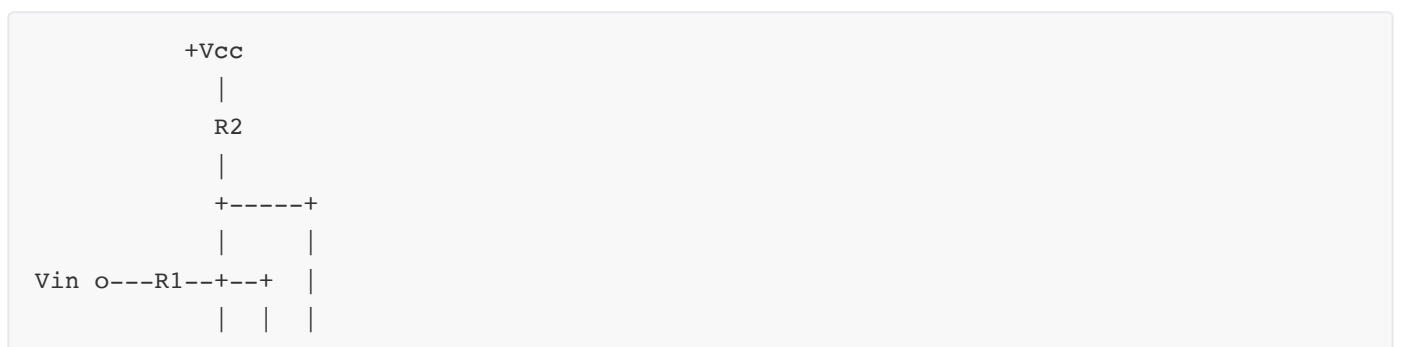 +Vcc
            |
            R2
            |
            +-----+
            |     |
Vin o---R1--+--+  |
            |  |  |